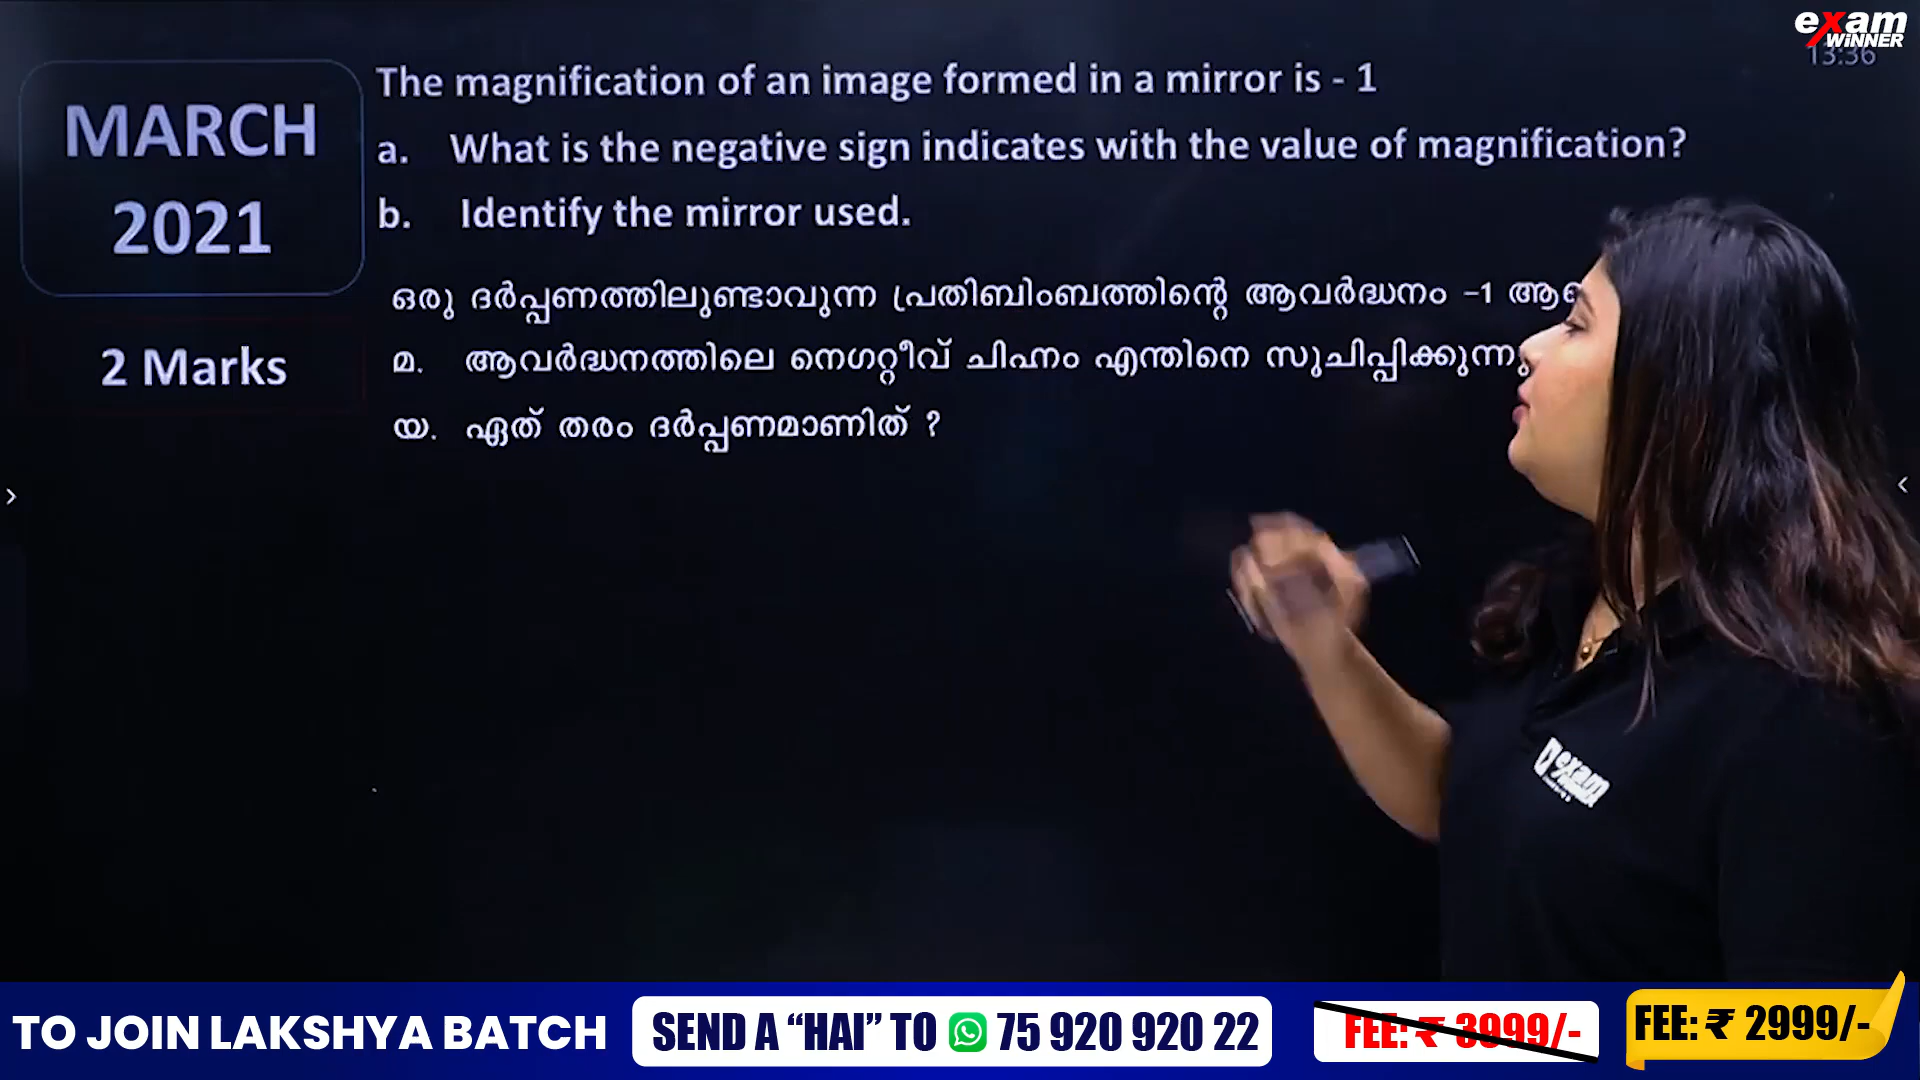 exam
WINNER
13:36
MARCH
2021
2 Marks
The magnification of an image formed in a mirror is - 1
a. What is the negative sign indicates with the value of magnification?
b. Identify the mirror used.
ഒരു ദർപ്പണത്തിലുണ്ടാവുന്ന പ്രതിബിംബത്തിന്റെ ആവർദ്ധനം -1
മ. ആവർദ്ധനത്തിലെ നെഗറ്റീവ് ചിഹ്നം എന്തിനെ സുചിപ്പിക്കുന്നു
യ. ഏത് തരം ദർപ്പണമാണിത് ?
exam
TO JOIN LAKSHYA BATCH
SEND A “HAI” TO 75 920 920 22
FEE: ₹ 3999/-
FEE: ₹ 2999/-